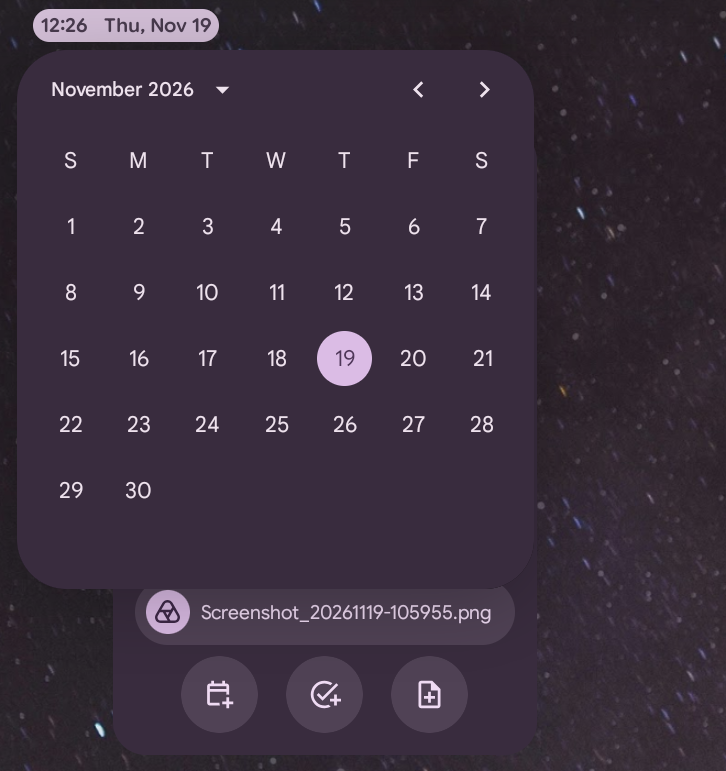 12:26 Thu, Nov 19
November 2026
S M T W T F S
1 2 3 4 5 6 7
8 9 10 11 12 13 14
15 16 17 18 19 20 21
22 23 24 25 26 27 28
29 30
Screenshot_20261119-105955.png